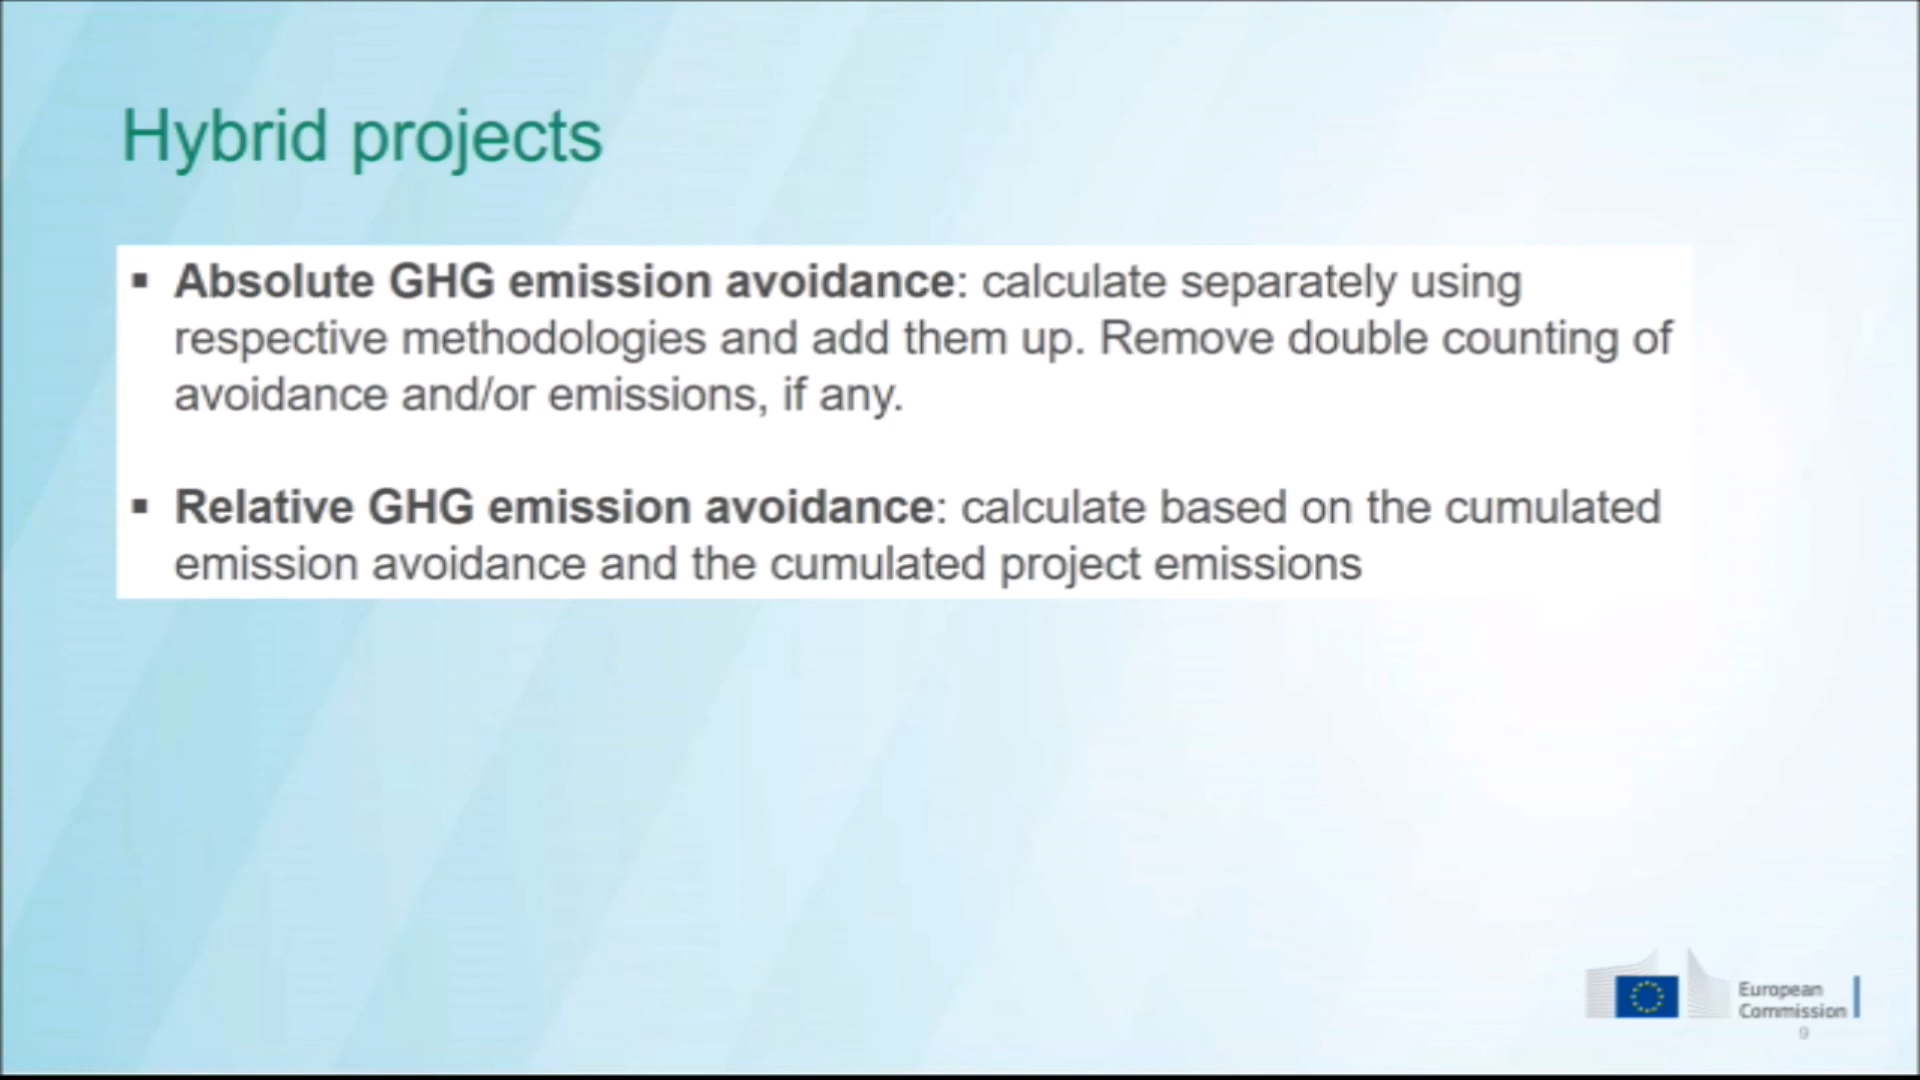 Hybrid projects
▪ Absolute GHG emission avoidance: calculate separately using
respective methodologies and add them up. Remove double counting of
avoidance and/or emissions, if any.
▪ Relative GHG emission avoidance: calculate based on the cumulated
emission avoidance and the cumulated project emissions
European
Commission
9